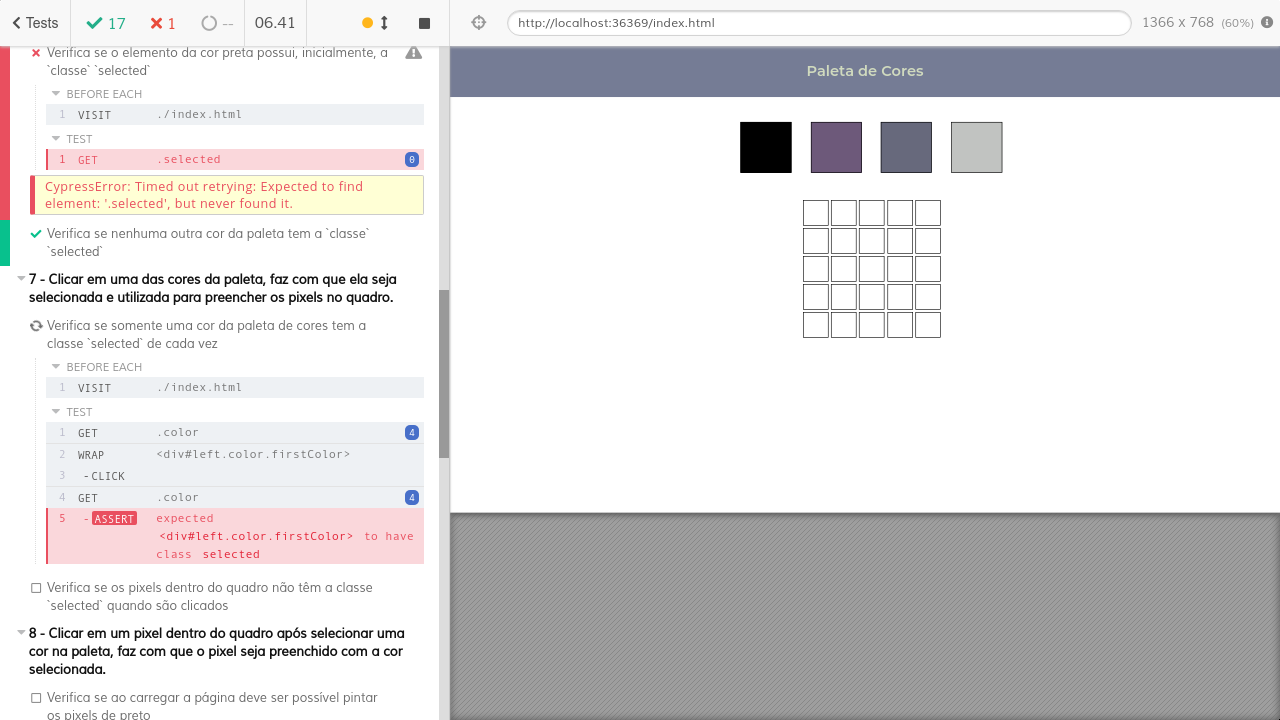 Tests
17
1
--
06.41
http://localhost:36369/index.html
1366 x 768 (60%)
Verifica se o elemento da cor preta possui, inicialmente, a
`classe` `selected`
BEFORE EACH
1 VISIT ./index.html
TEST
1 GET .selected 0
CypressError: Timed out retrying: Expected to find
element: '.selected', but never found it.
Verifica se nenhuma outra cor da paleta tem a `classe`
`selected`
7 - Clicar em uma das cores da paleta, faz com que ela seja
selecionada e utilizada para preencher os pixels no quadro.
Verifica se somente uma cor da paleta de cores tem a
classe `selected` de cada vez
BEFORE EACH
1 VISIT ./index.html
TEST
1 GET .color 4
2 WRAP <div#left.color.firstColor>
3 -CLICK
4 GET .color 4
5 -ASSERT expected
<div#left.color.firstColor> to have
class selected
Verifica se os pixels dentro do quadro não têm a classe
`selected` quando são clicados
8 - Clicar em um pixel dentro do quadro após selecionar uma
cor na paleta, faz com que o pixel seja preenchido com a cor
selecionada.
Verifica se ao carregar a página deve ser possível pintar
os pixels de preto
Paleta de Cores